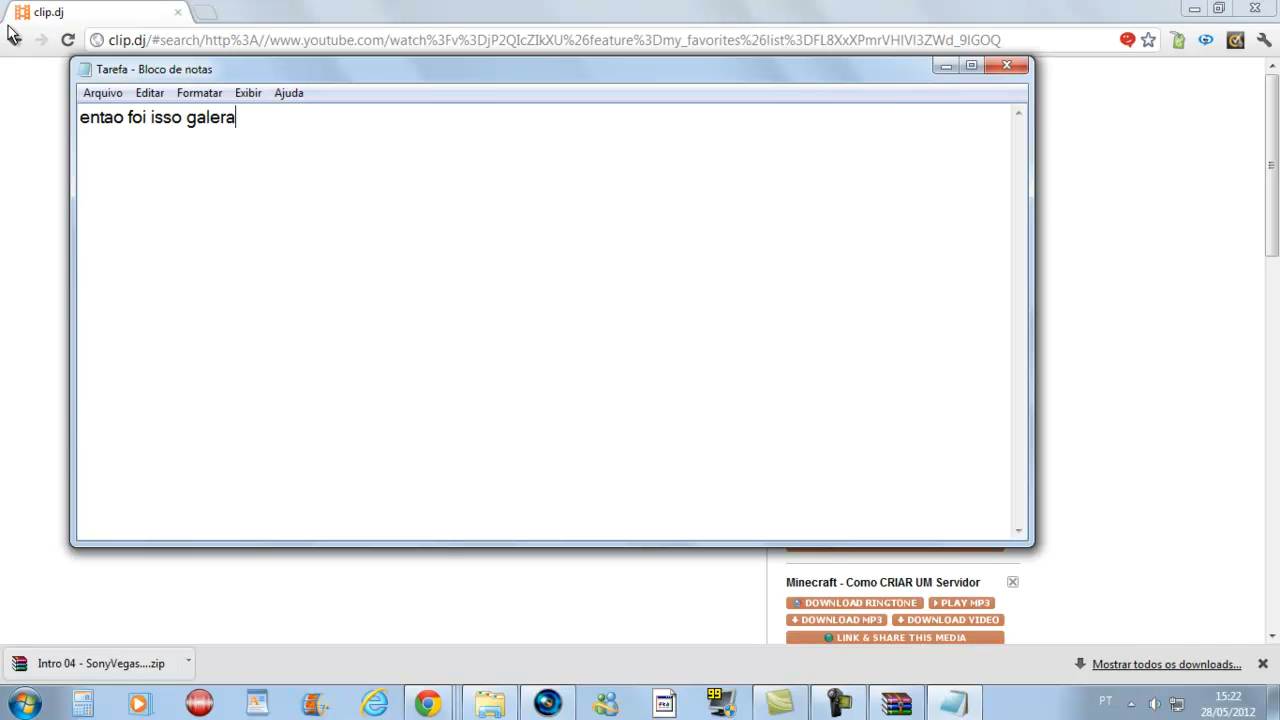 clip.dj
clip.dj/#search/http%3A//www.youtube.com/watch%3Fv%3DjP2QIcZIkXU%26feature%3Dmy_favorites%26list%3DFL8XxXPmrVHIVI3ZWd_9IGOQ
Tarefa - Bloco de notas
Arquivo Editar Formatar Exibir Ajuda
entao foi isso galera
Minecraft - Como CRIAR UM Servidor
DOWNLOAD RINGTONE PLAY MP3
DOWNLOAD MP3 DOWNLOAD VIDEO
LINK & SHARE THIS MEDIA
Intro 04 - SonyVegas....zip
Mostrar todos os downloads...
99
PT
15:22
28/05/2012